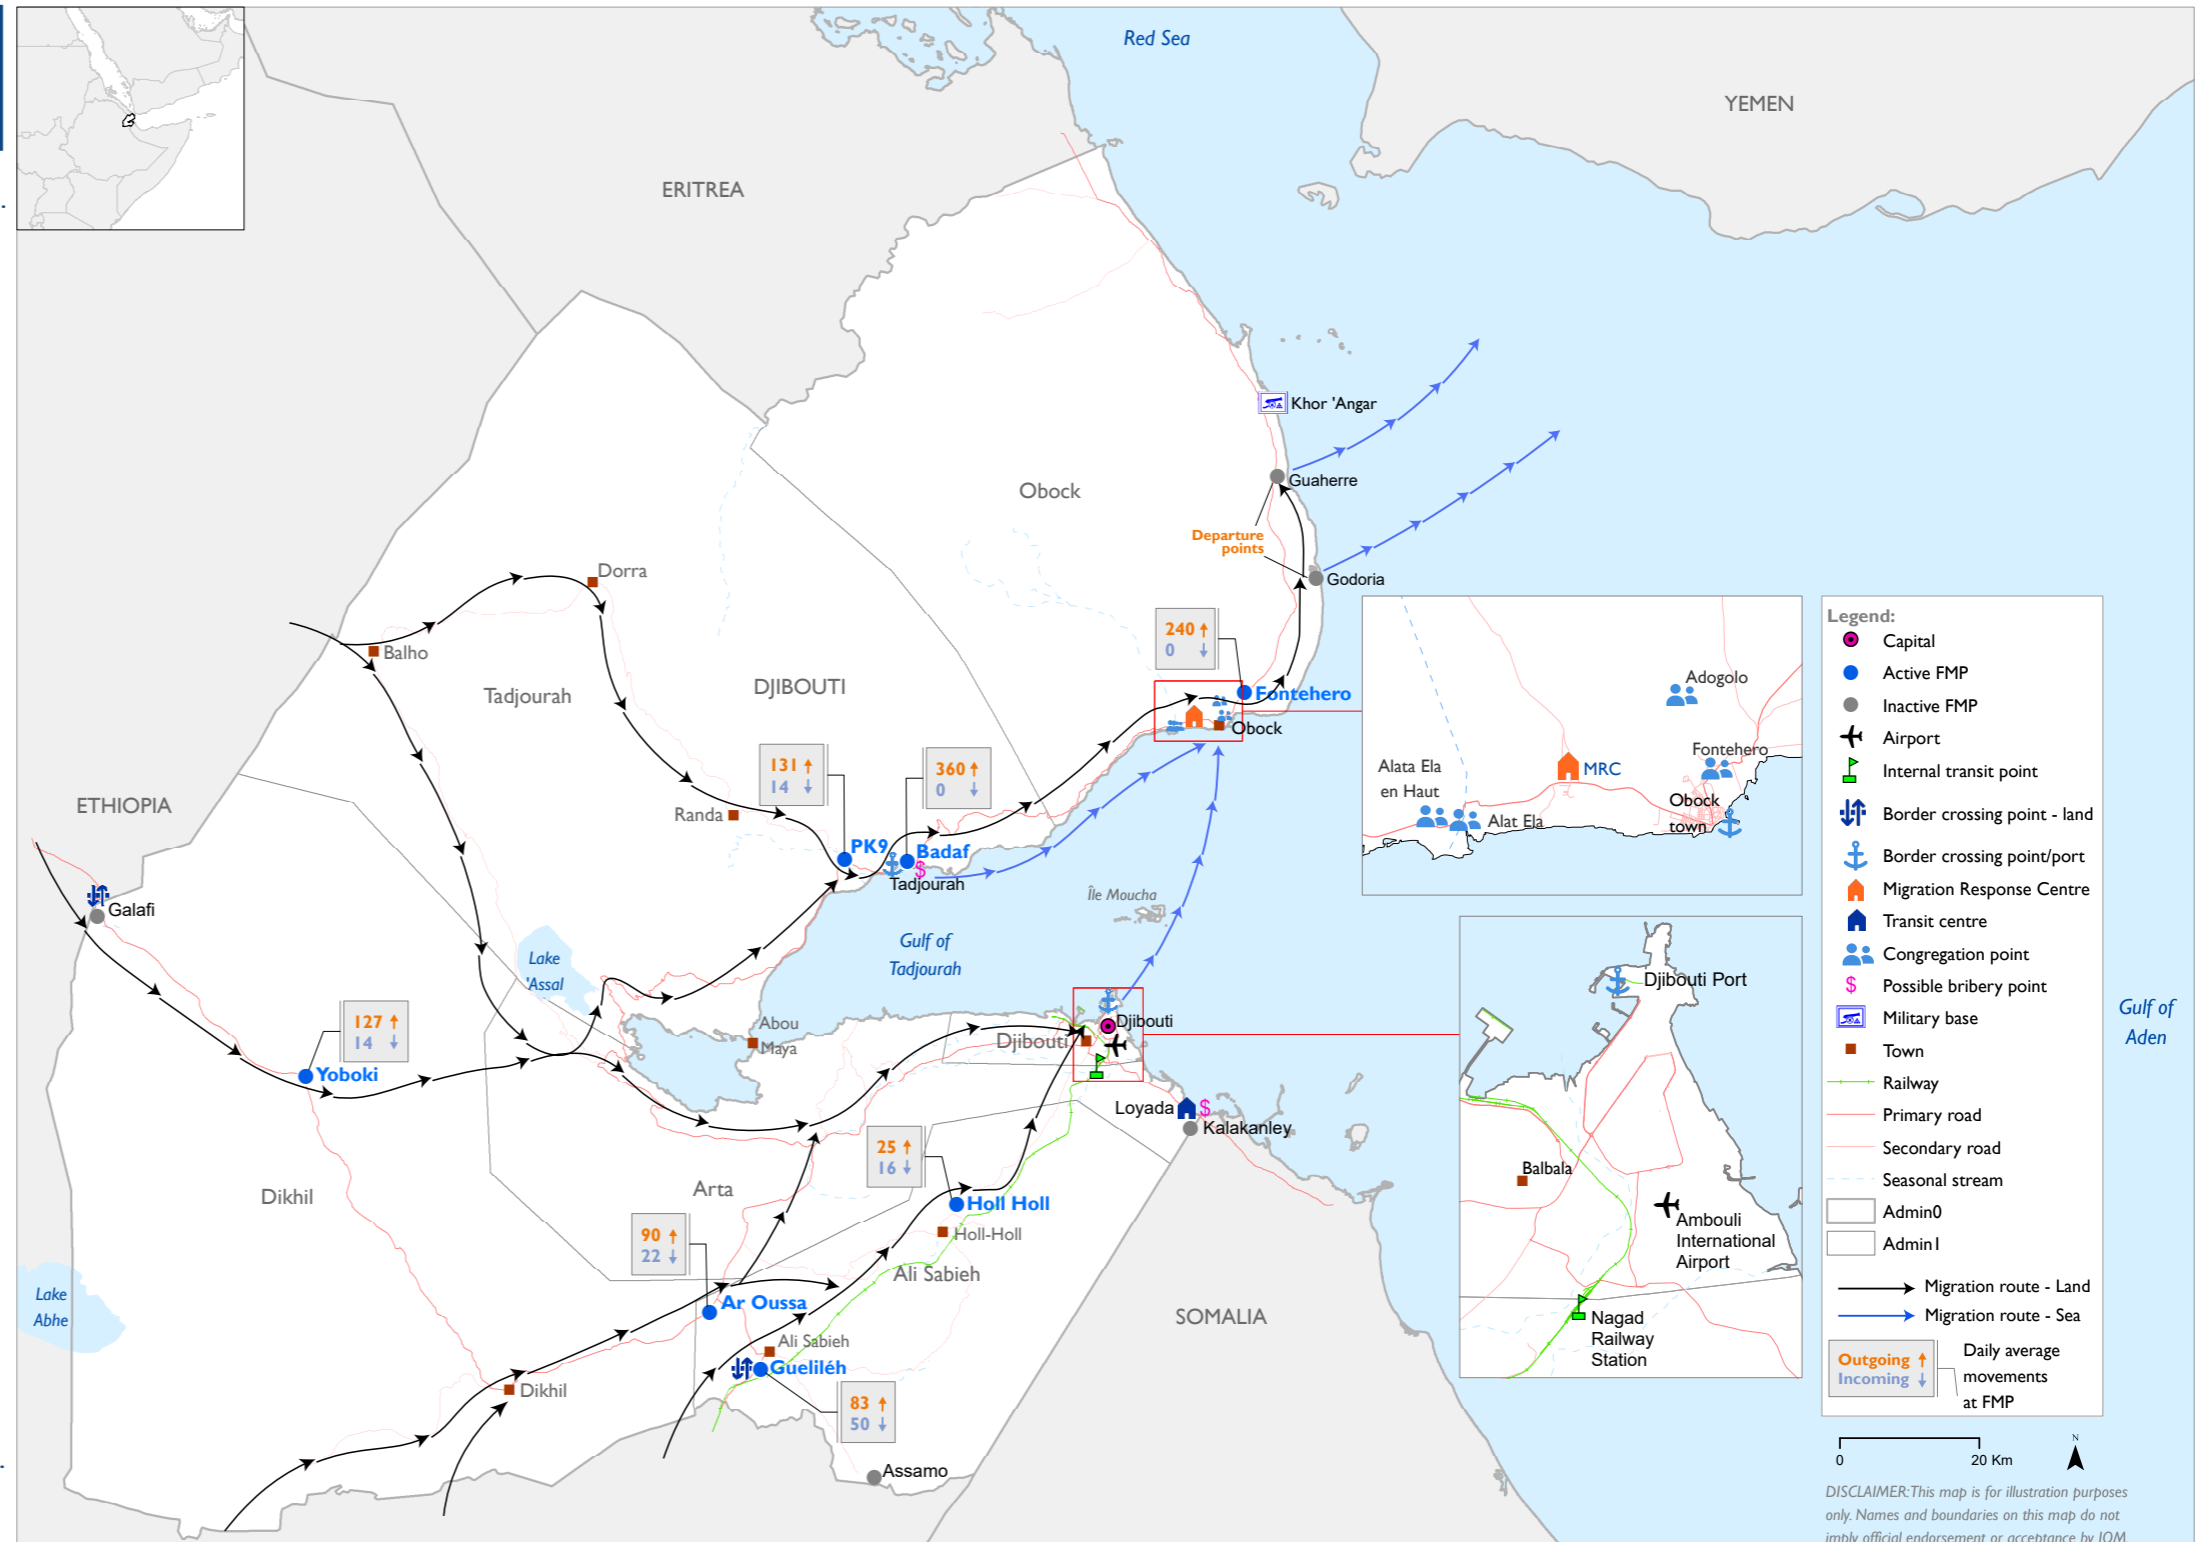 Red Sea
YEMEN
ERITREA
Khor 'Angar
Guaherre
Obock
Departure
points
Godoria
Dorra
Balho
Tadjourah
DJIBOUTI
240
0
Fontehero
Obock
131
14
360
0
ETHIOPIA
Randa
PK9
Badaf
Tadjourah
Galafi
Île Moucha
Gulf of
Tadjourah
Lake
'Assal
127
14
Yoboki
Abou
Maya
Djibouti
Djibouti
Loyada
Kalakanley
25
16
Dikhil
Arta
Holl Holl
Holl-Holl
90
22
Ali Sabieh
Ar Oussa
Lake
Abhe
SOMALIA
Ali Sabieh
Gueliléh
Dikhil
83
50
Assamo
Adogolo
Fontehero
Alata Ela
en Haut
MRC
Obock
town
Alat Ela
Djibouti Port
Balbala
Ambouli
International
Airport
Nagad
Railway
Station
Gulf of
Aden
Legend:
Capital
Active FMP
Inactive FMP
Airport
Internal transit point
Border crossing point - land
Border crossing point/port
Migration Response Centre
Transit centre
Congregation point
$ Possible bribery point
Military base
Town
Railway
Primary road
Secondary road
Seasonal stream
Admin0
Admin1
Migration route - Land
Migration route - Sea
Outgoing
Incoming
Daily average
movements
at FMP
N
0 20 Km
DISCLAIMER: This map is for illustration purposes
only. Names and boundaries on this map do not
imply official endorsement or acceptance by IOM